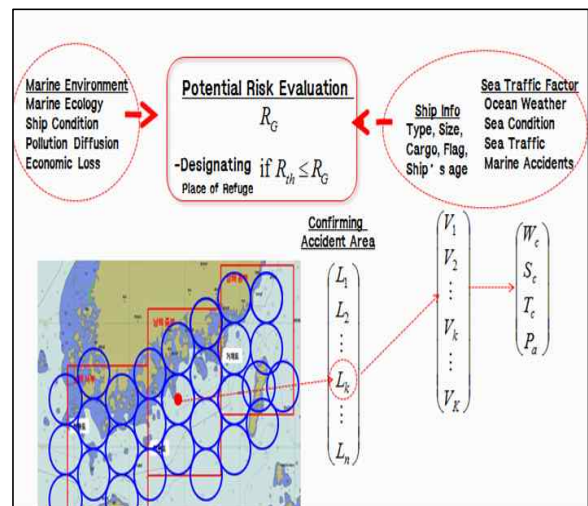 Marine Environment
Marine Ecology
Ship Condition
Pollution Diffusion
Economic Loss
Potential Risk Evaluation
R_G
-Designating if R_th ≤ R_G
Place of Refuge
Ship Info
Type, Size,
Cargo, Flag,
Ship's age
Sea Traffic Factor
Ocean Weather
Sea Condition
Sea Traffic
Marine Accidents
Confirming
Accident Area
L_1
L_2
⋮
L_k
⋮
L_n
V_1
V_2
⋮
V_k
⋮
V_K
W_c
S_c
T_c
P_a